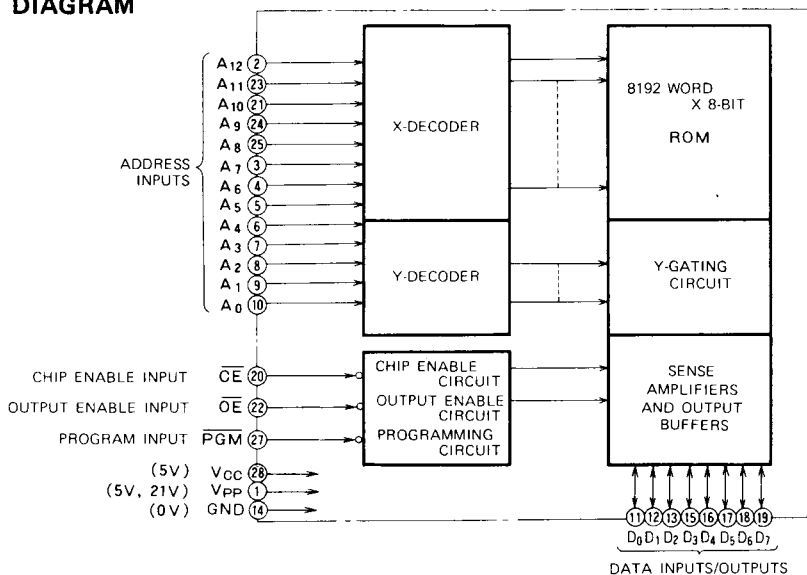 DIAGRAM
A12 2
A11 23
A10 21
A9 24
A8 25
A7 3
A6 4
A5 5
A4 6
A3 7
A2 8
A1 9
A0 10
ADDRESS
INPUTS
X-DECODER
Y-DECODER
8192 WORD
X 8-BIT
ROM
Y-GATING
CIRCUIT
CHIP ENABLE INPUT C̅E̅ 20
OUTPUT ENABLE INPUT O̅E̅ 22
PROGRAM INPUT P̅G̅M̅ 27
CHIP ENABLE
CIRCUIT
OUTPUT ENABLE
CIRCUIT
PROGRAMMING
CIRCUIT
SENSE
AMPLIFIERS
AND OUTPUT
BUFFERS
(5V) VCC 28
(5V, 21V) VPP 1
(0V) GND 14
11 12 13 15 16 17 18 19
D0 D1 D2 D3 D4 D5 D6 D7
DATA INPUTS/OUTPUTS